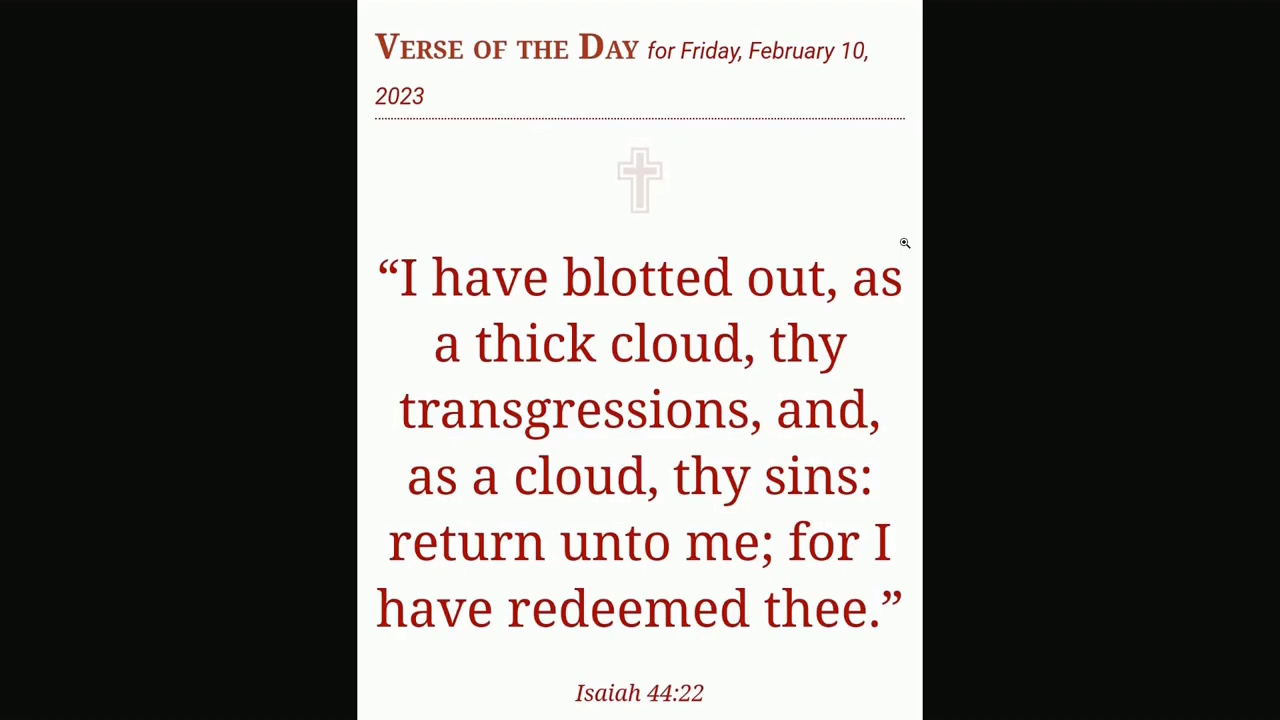 Verse of the Day for Friday, February 10,
2023
“I have blotted out, as
a thick cloud, thy
transgressions, and,
as a cloud, thy sins:
return unto me; for I
have redeemed thee.”
Isaiah 44:22